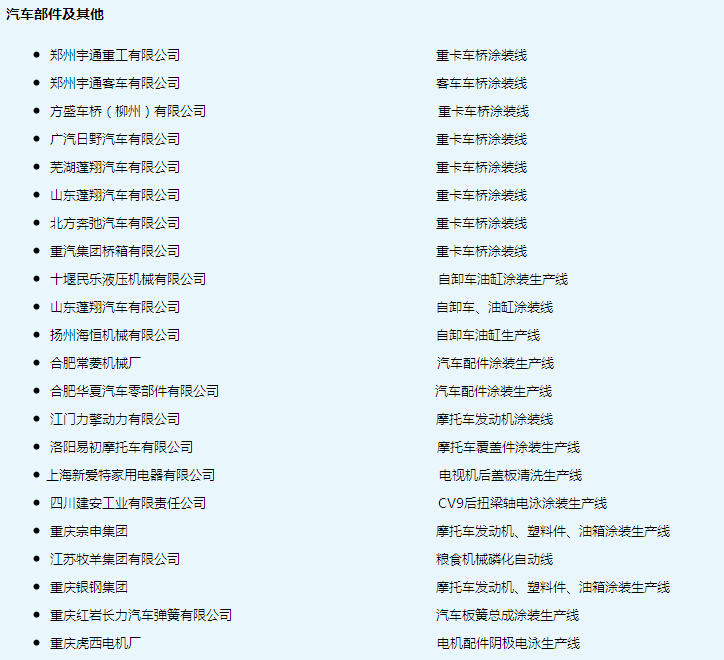 汽车部件及其他
郑州宇通重工有限公司 重卡车桥涂装线
郑州宇通客车有限公司 客车车桥涂装线
方盛车桥（柳州）有限公司 重卡车桥涂装线
广汽日野汽车有限公司 重卡车桥涂装线
芜湖蓬翔汽车有限公司 重卡车桥涂装线
山东蓬翔汽车有限公司 重卡车桥涂装线
北方奔弛汽车有限公司 重卡车桥涂装线
重汽集团桥箱有限公司 重卡车桥涂装线
十堰民乐液压机械有限公司 自卸车油缸涂装生产线
山东蓬翔汽车有限公司 自卸车、油缸涂装线
扬州海恒机械有限公司 自卸车油缸生产线
合肥常菱机械厂 汽车配件涂装生产线
合肥华夏汽车零部件有限公司 汽车配件涂装生产线
江门力擎动力有限公司 摩托车发动机涂装线
洛阳易初摩托车有限公司 摩托车覆盖件涂装生产线
上海新爱特家用电器有限公司 电视机后盖板清洗生产线
四川建安工业有限责任公司 CV9后扭梁轴电泳涂装生产线
重庆宗申集团 摩托车发动机、塑料件、油箱涂装生产线
江苏牧羊集团有限公司 粮食机械磷化自动线
重庆银钢集团 摩托车发动机、塑料件、油箱涂装生产线
重庆红岩长力汽车弹簧有限公司 汽车板簧总成涂装生产线
重庆虎西电机厂 电机配件阴极电泳生产线